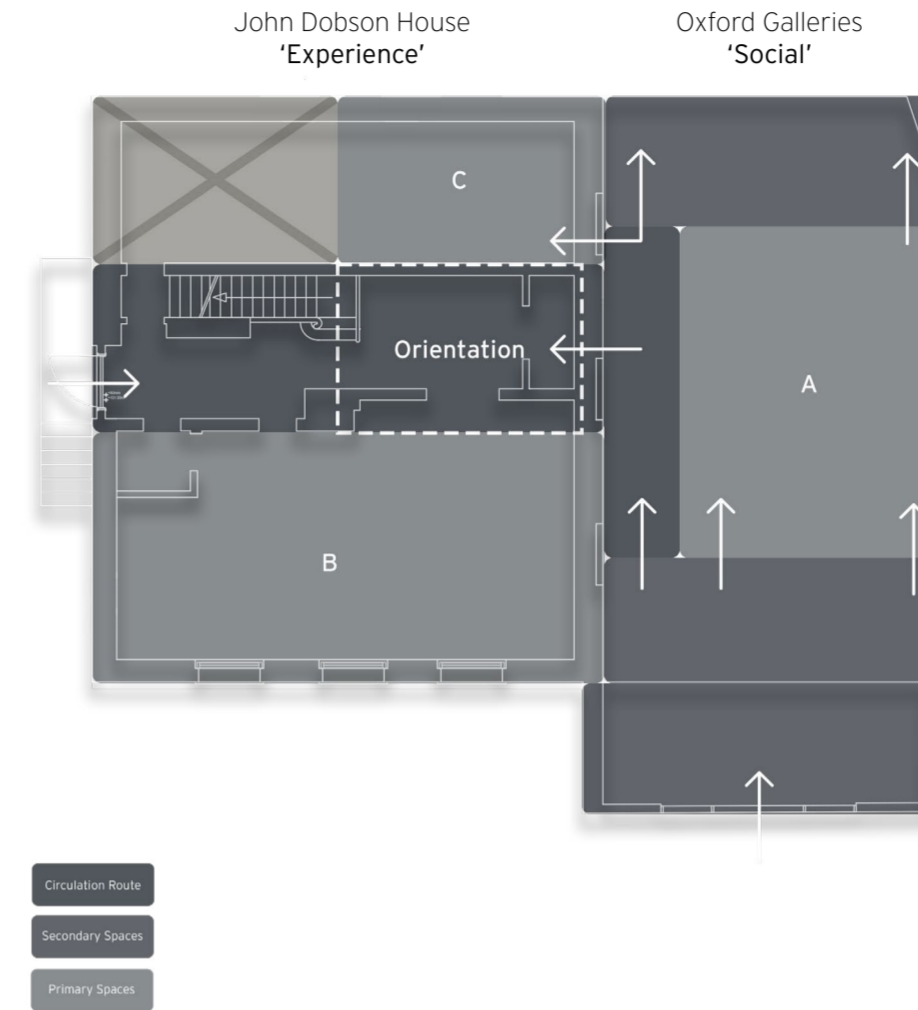 John Dobson House
‘Experience’
Oxford Galleries
‘Social’
C
Orientation
A
B
Circulation Route
Secondary Spaces
Primary Spaces